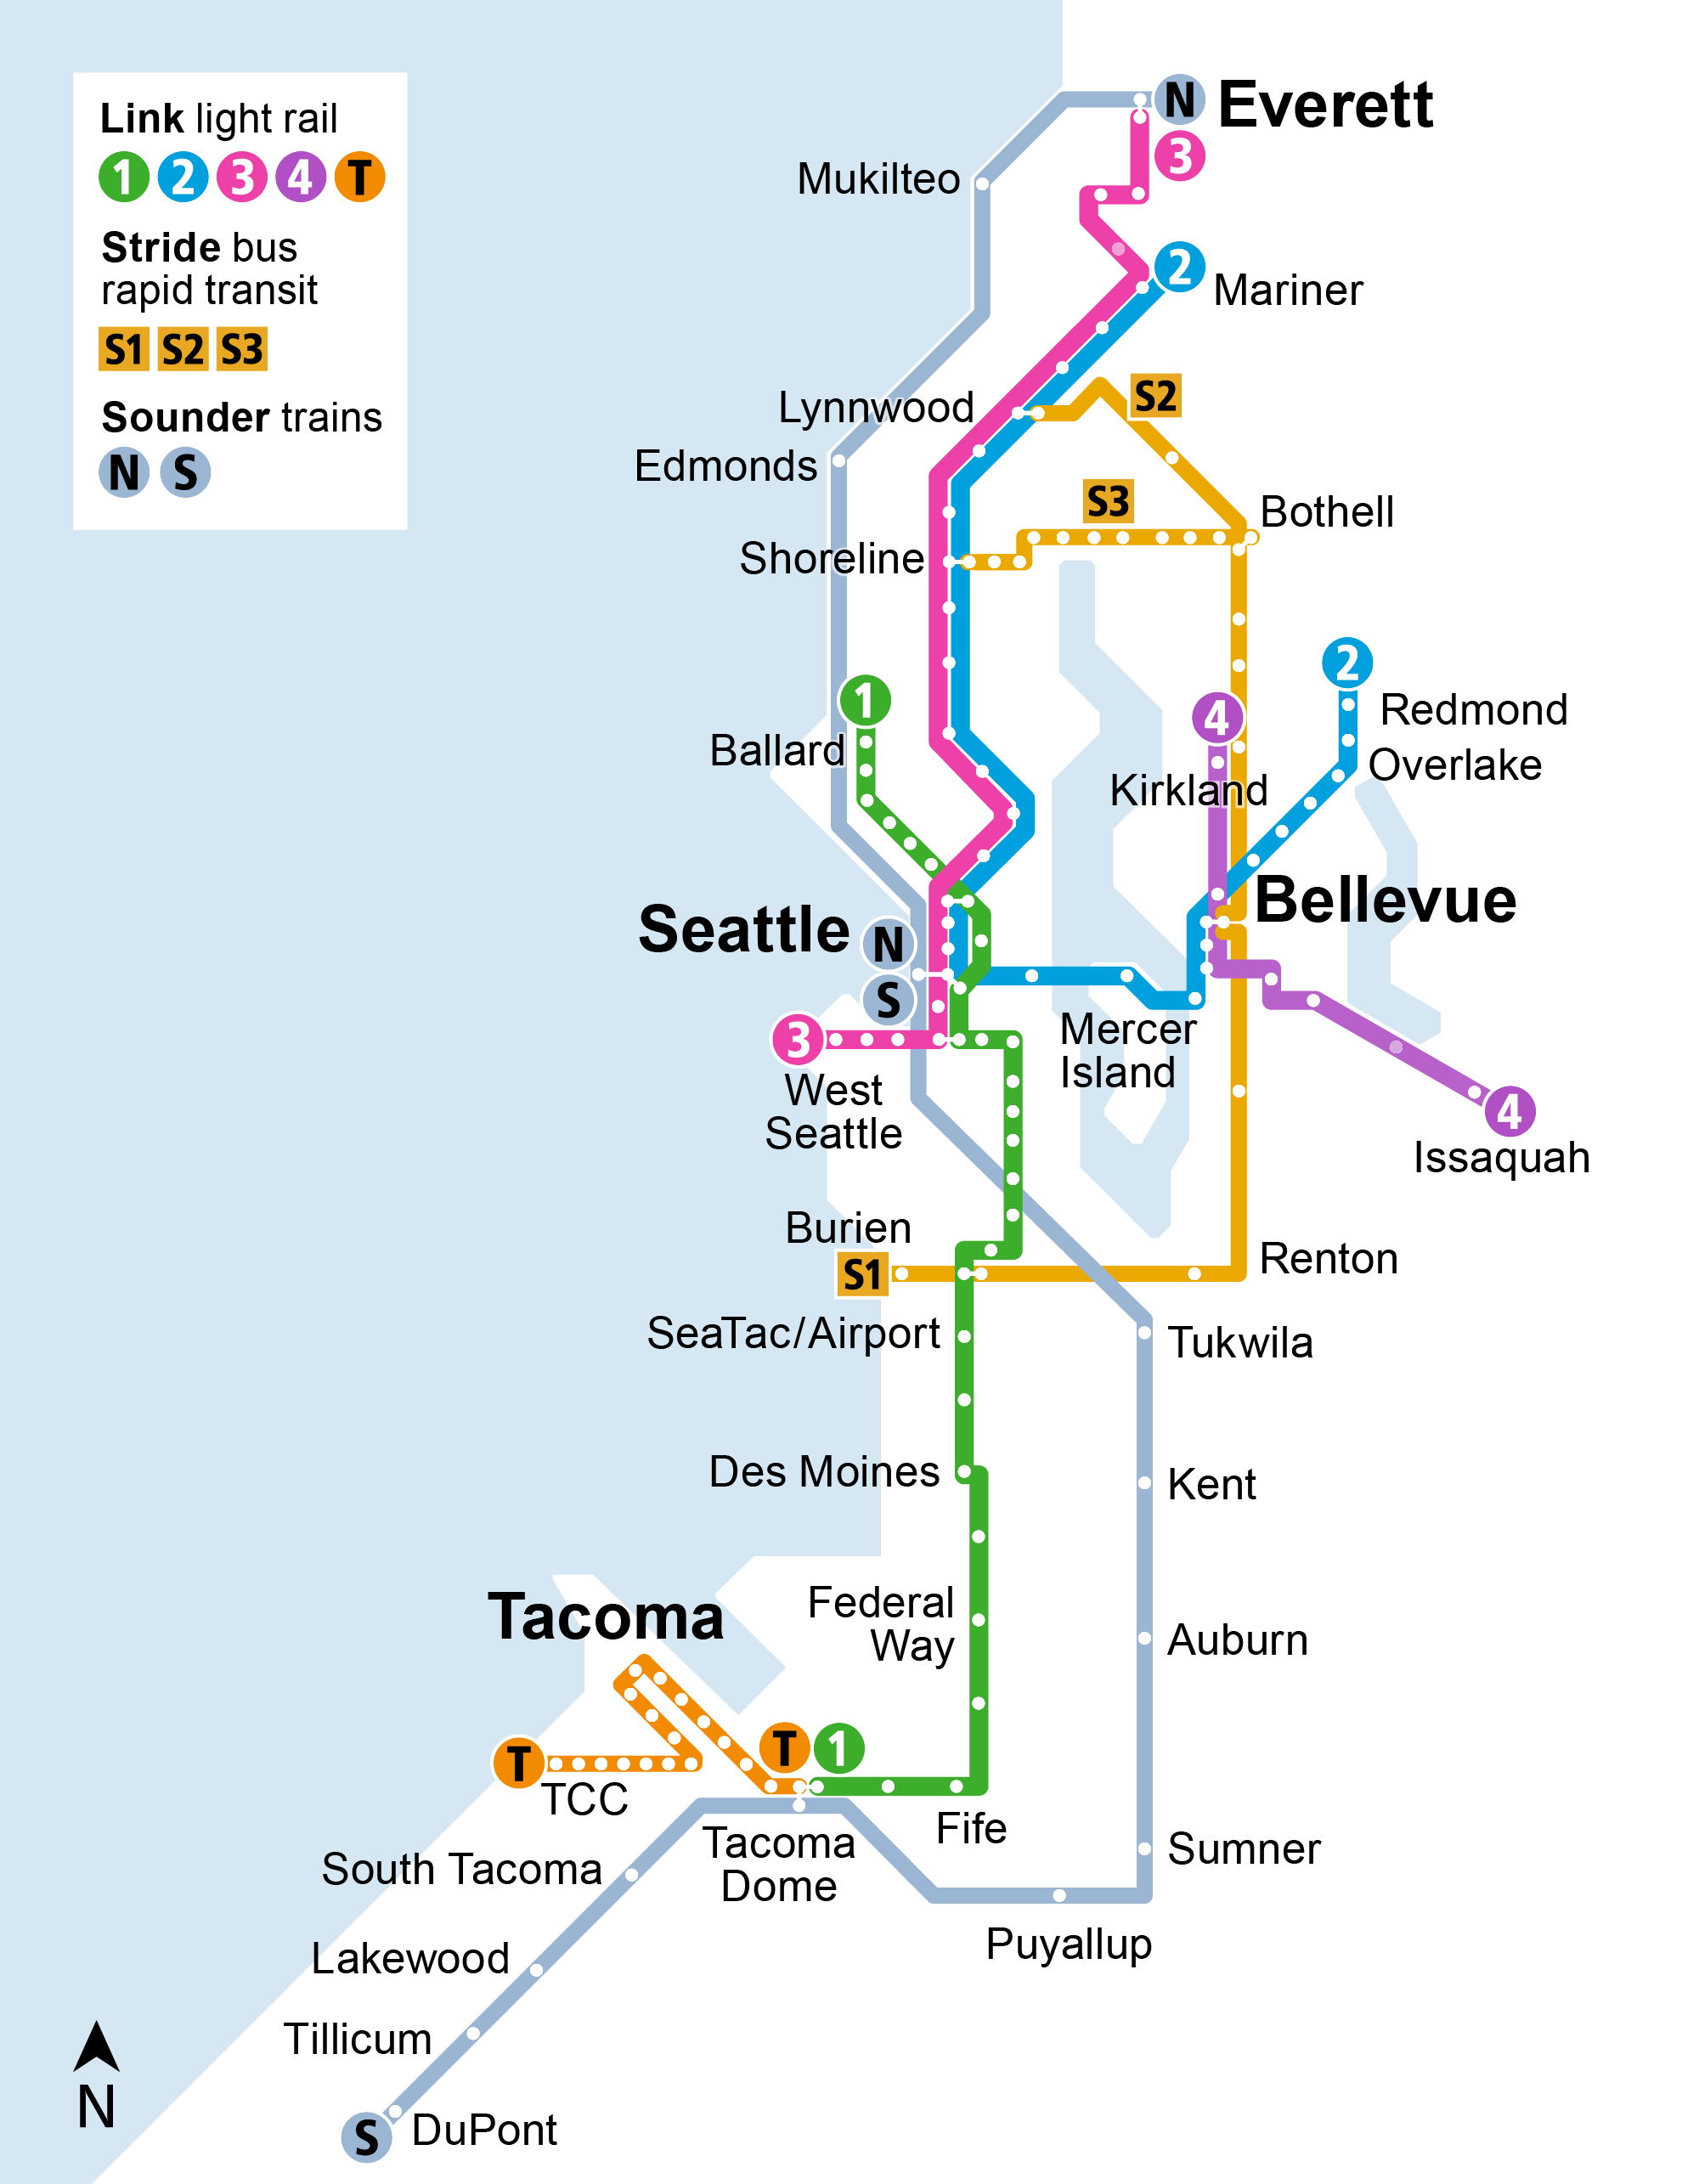 Link light rail
1 2 3 4 T
Stride bus
rapid transit
S1 S2 S3
Sounder trains
N S
N Everett
3
Mukilteo
2
Mariner
Lynnwood
S2
Edmonds
S3
Bothell
Shoreline
2
1
4
Redmond
Ballard
Overlake
Kirkland
Bellevue
Seattle
N
S
3
Mercer
Island
West
Seattle
4
Issaquah
Burien
S1
Renton
SeaTac/Airport
Tukwila
Des Moines
Kent
Federal
Way
Tacoma
Auburn
T
T 1
TCC
Fife
Tacoma
Dome
Sumner
South Tacoma
Puyallup
Lakewood
Tillicum
N
S
DuPont